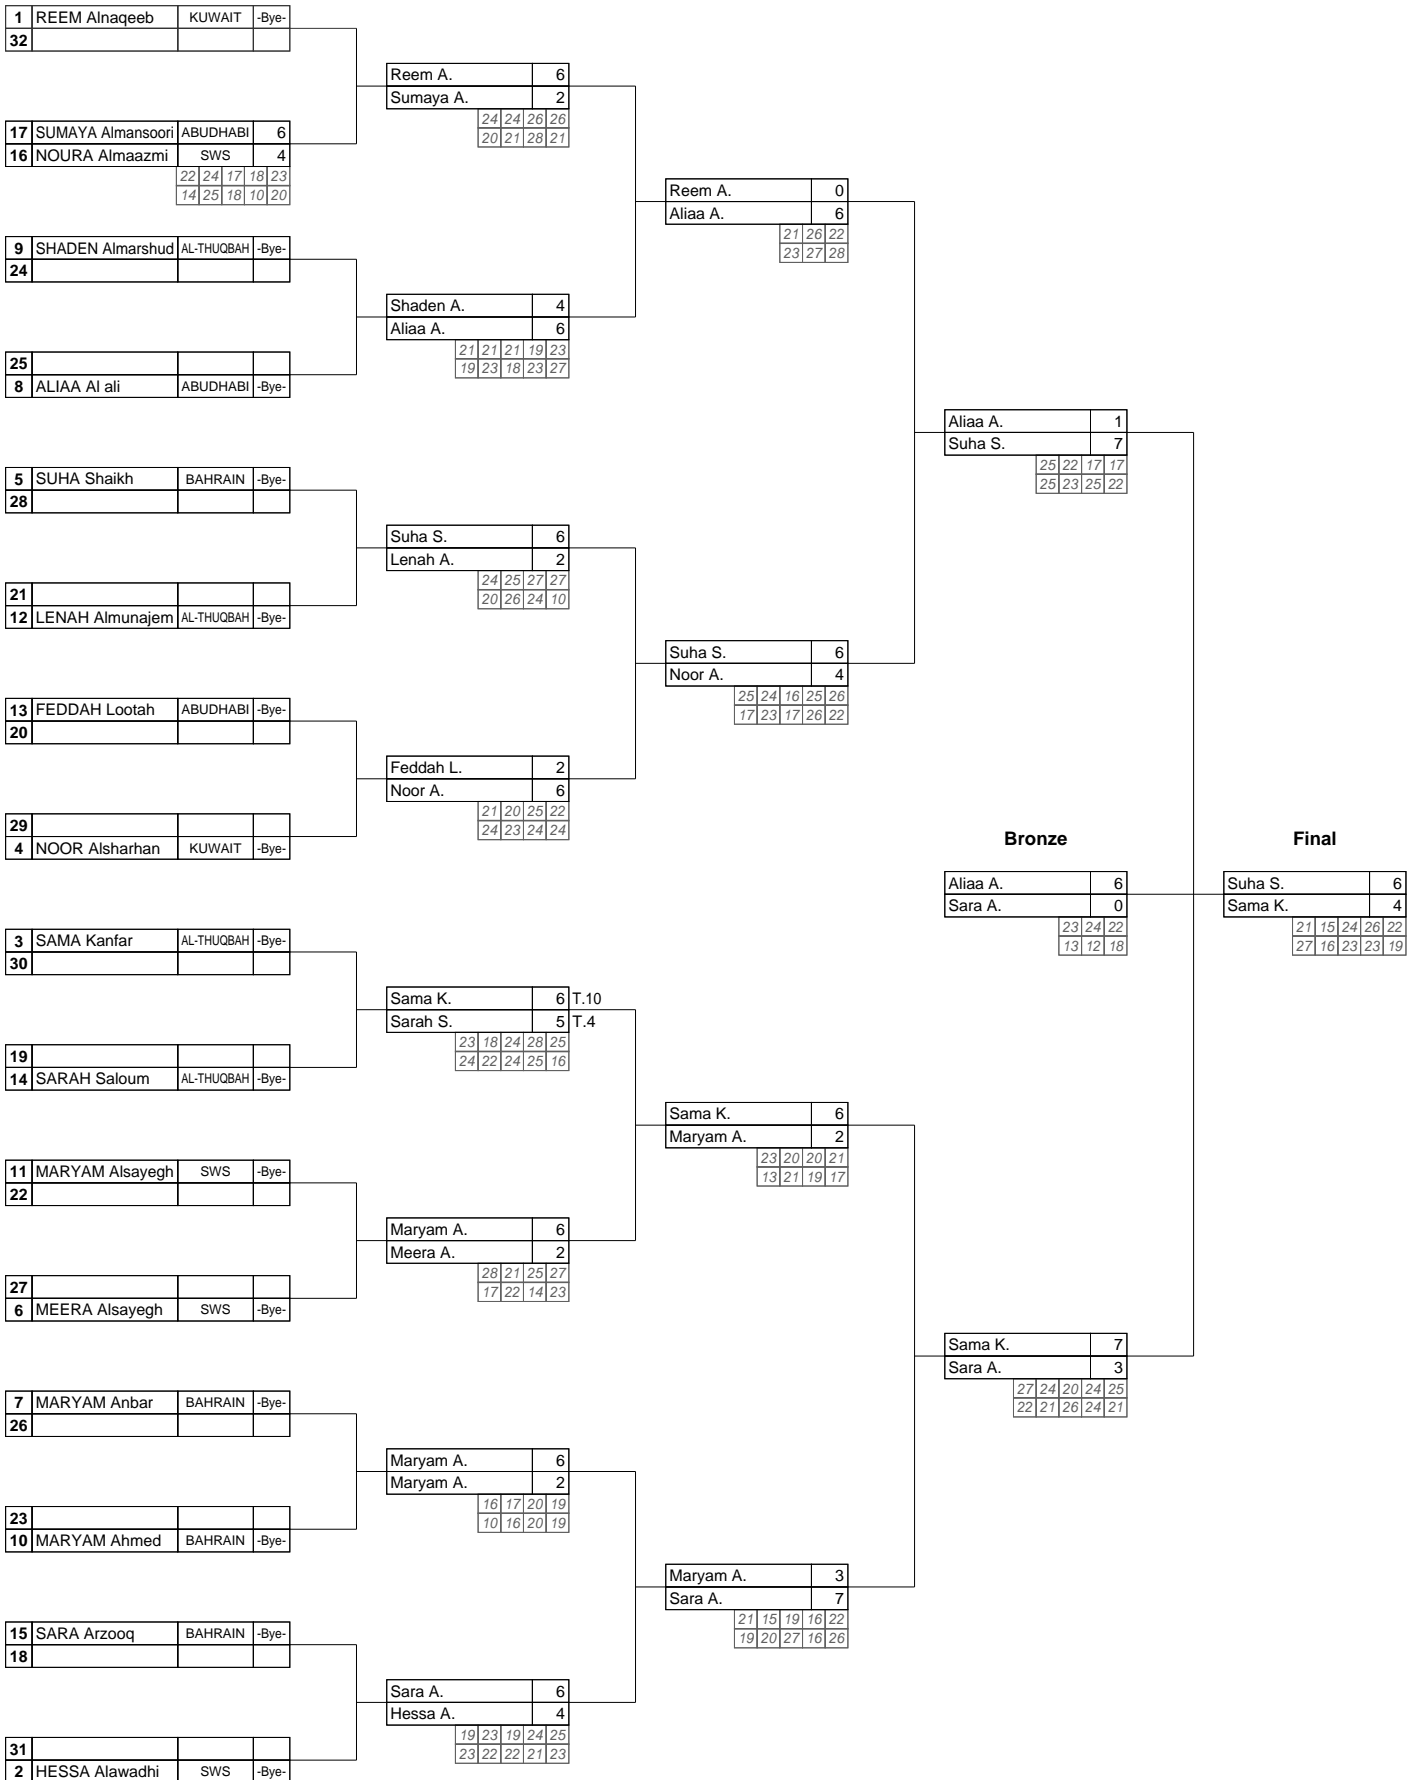 1 REEM Alnaqeeb KUWAIT -Bye-
32
Reem A. 6
Sumaya A. 2
24 24 26 26
20 21 28 21
17 SUMAYA Almansoori ABUDHABI 6
16 NOURA Almaazmi SWS 4
22 24 17 18 23
14 25 18 10 20
Reem A. 0
Aliaa A. 6
21 26 22
23 27 28
9 SHADEN Almarshud AL-THUQBAH -Bye-
24
Shaden A. 4
Aliaa A. 6
21 21 21 19 23
19 23 18 23 27
25
8 ALIAA Al ali ABUDHABI -Bye-
Aliaa A. 1
Suha S. 7
25 22 17 17
25 23 25 22
5 SUHA Shaikh BAHRAIN -Bye-
28
Suha S. 6
Lenah A. 2
24 25 27 27
20 26 24 10
21
12 LENAH Almunajem AL-THUQBAH -Bye-
Suha S. 6
Noor A. 4
25 24 16 25 26
17 23 17 26 22
13 FEDDAH Lootah ABUDHABI -Bye-
20
Feddah L. 2
Noor A. 6
21 20 25 22
24 23 24 24
29
4 NOOR Alsharhan KUWAIT -Bye-
Bronze
Final
Aliaa A. 6
Sara A. 0
23 24 22
13 12 18
Suha S. 6
Sama K. 4
21 15 24 26 22
27 16 23 23 19
3 SAMA Kanfar AL-THUQBAH -Bye-
30
Sama K. 6 T.10
Sarah S. 5 T.4
23 18 24 28 25
24 22 24 25 16
19
14 SARAH Saloum AL-THUQBAH -Bye-
Sama K. 6
Maryam A. 2
23 20 20 21
13 21 19 17
11 MARYAM Alsayegh SWS -Bye-
22
Maryam A. 6
Meera A. 2
28 21 25 27
17 22 14 23
27
6 MEERA Alsayegh SWS -Bye-
Sama K. 7
Sara A. 3
27 24 20 24 25
22 21 26 24 21
7 MARYAM Anbar BAHRAIN -Bye-
26
Maryam A. 6
Maryam A. 2
16 17 20 19
10 16 20 19
23
10 MARYAM Ahmed BAHRAIN -Bye-
Maryam A. 3
Sara A. 7
21 15 19 16 22
19 20 27 16 26
15 SARA Arzooq BAHRAIN -Bye-
18
Sara A. 6
Hessa A. 4
19 23 19 24 25
23 22 22 21 23
31
2 HESSA Alawadhi SWS -Bye-